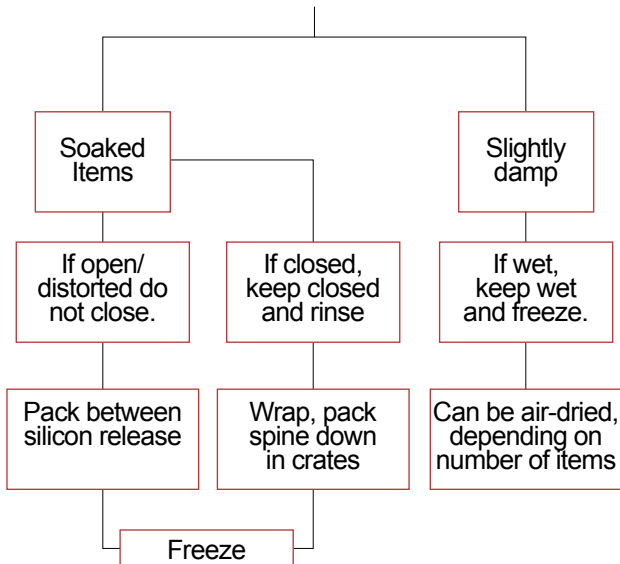 Soaked
Items
Slightly
damp
If open/
distorted do
not close.
If closed,
keep closed
and rinse
If wet,
keep wet
and freeze.
Pack between
silicon release
Wrap, pack
spine down
in crates
Can be air-dried,
depending on
number of items
Freeze